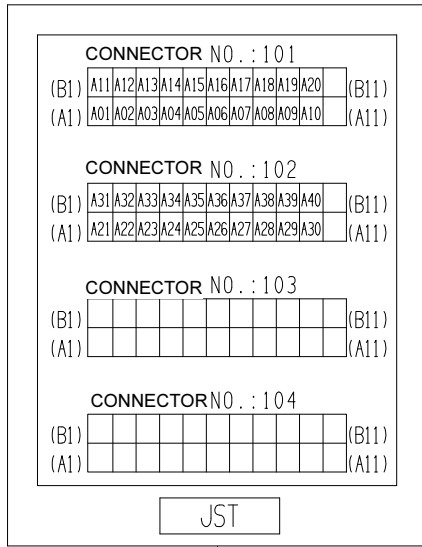 CONNECTOR NO.:101
(B1) A11 A12 A13 A14 A15 A16 A17 A18 A19 A20 (B11)
(A1) A01 A02 A03 A04 A05 A06 A07 A08 A09 A10 (A11)
CONNECTOR NO.:102
(B1) A31 A32 A33 A34 A35 A36 A37 A38 A39 A40 (B11)
(A1) A21 A22 A23 A24 A25 A26 A27 A28 A29 A30 (A11)
CONNECTOR NO.:103
(B1) (B11)
(A1) (A11)
CONNECTOR NO.:104
(B1) (B11)
(A1) (A11)
JST